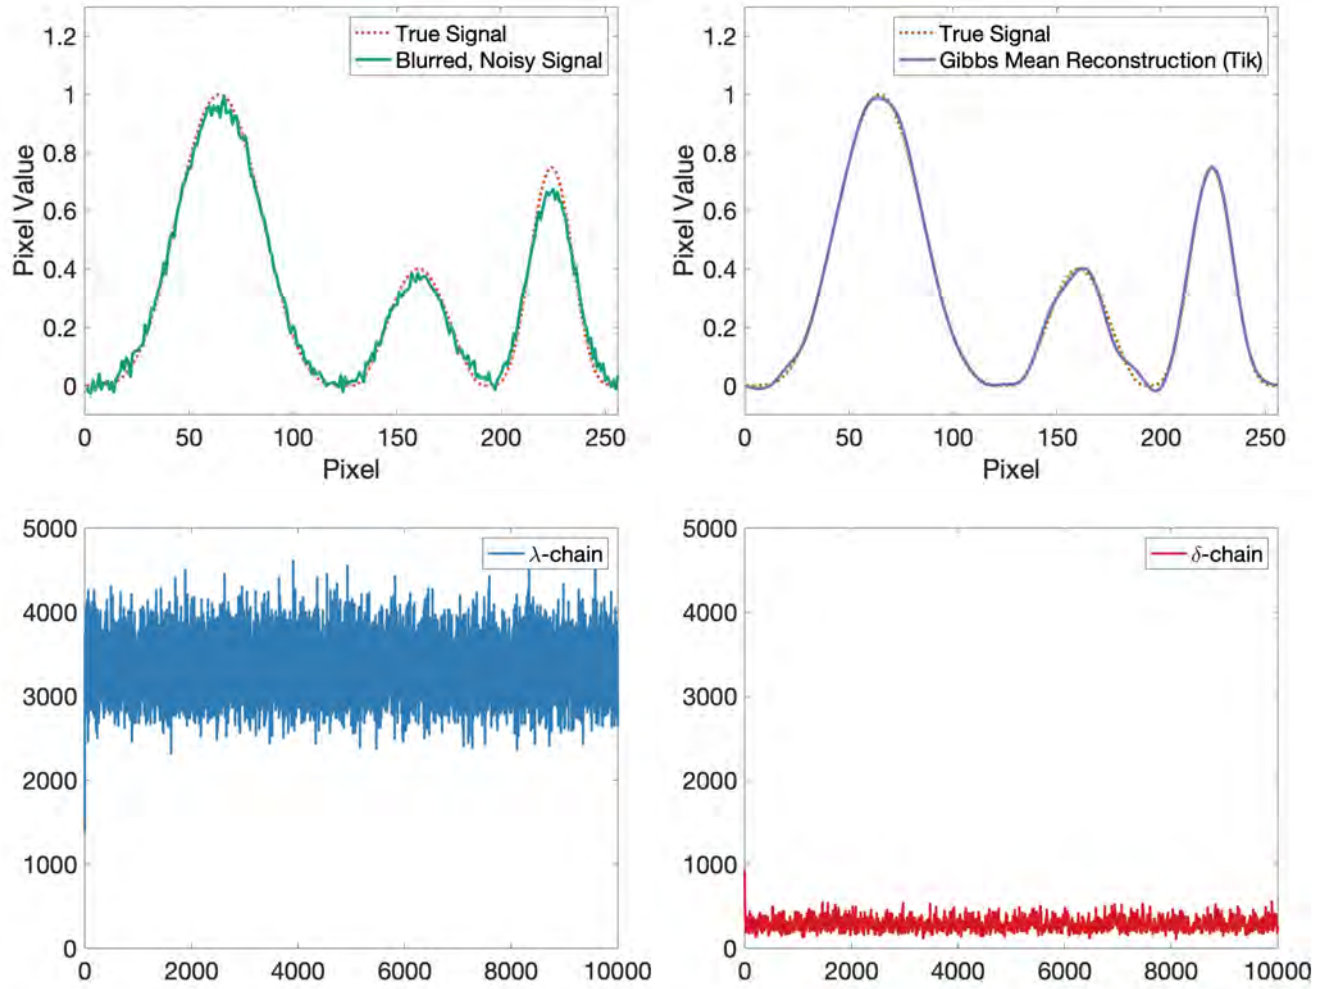 1.2
1
0.8
0.6
0.4
0.2
0
Pixel Value
True Signal
Blurred, Noisy Signal
0 50 100 150 200 250
Pixel
1.2
1
0.8
0.6
0.4
0.2
0
Pixel Value
True Signal
Gibbs Mean Reconstruction (Tik)
0 50 100 150 200 250
Pixel
5000
4000
3000
2000
1000
0
λ-chain
0 2000 4000 6000 8000 10000
5000
4000
3000
2000
1000
0
δ-chain
0 2000 4000 6000 8000 10000